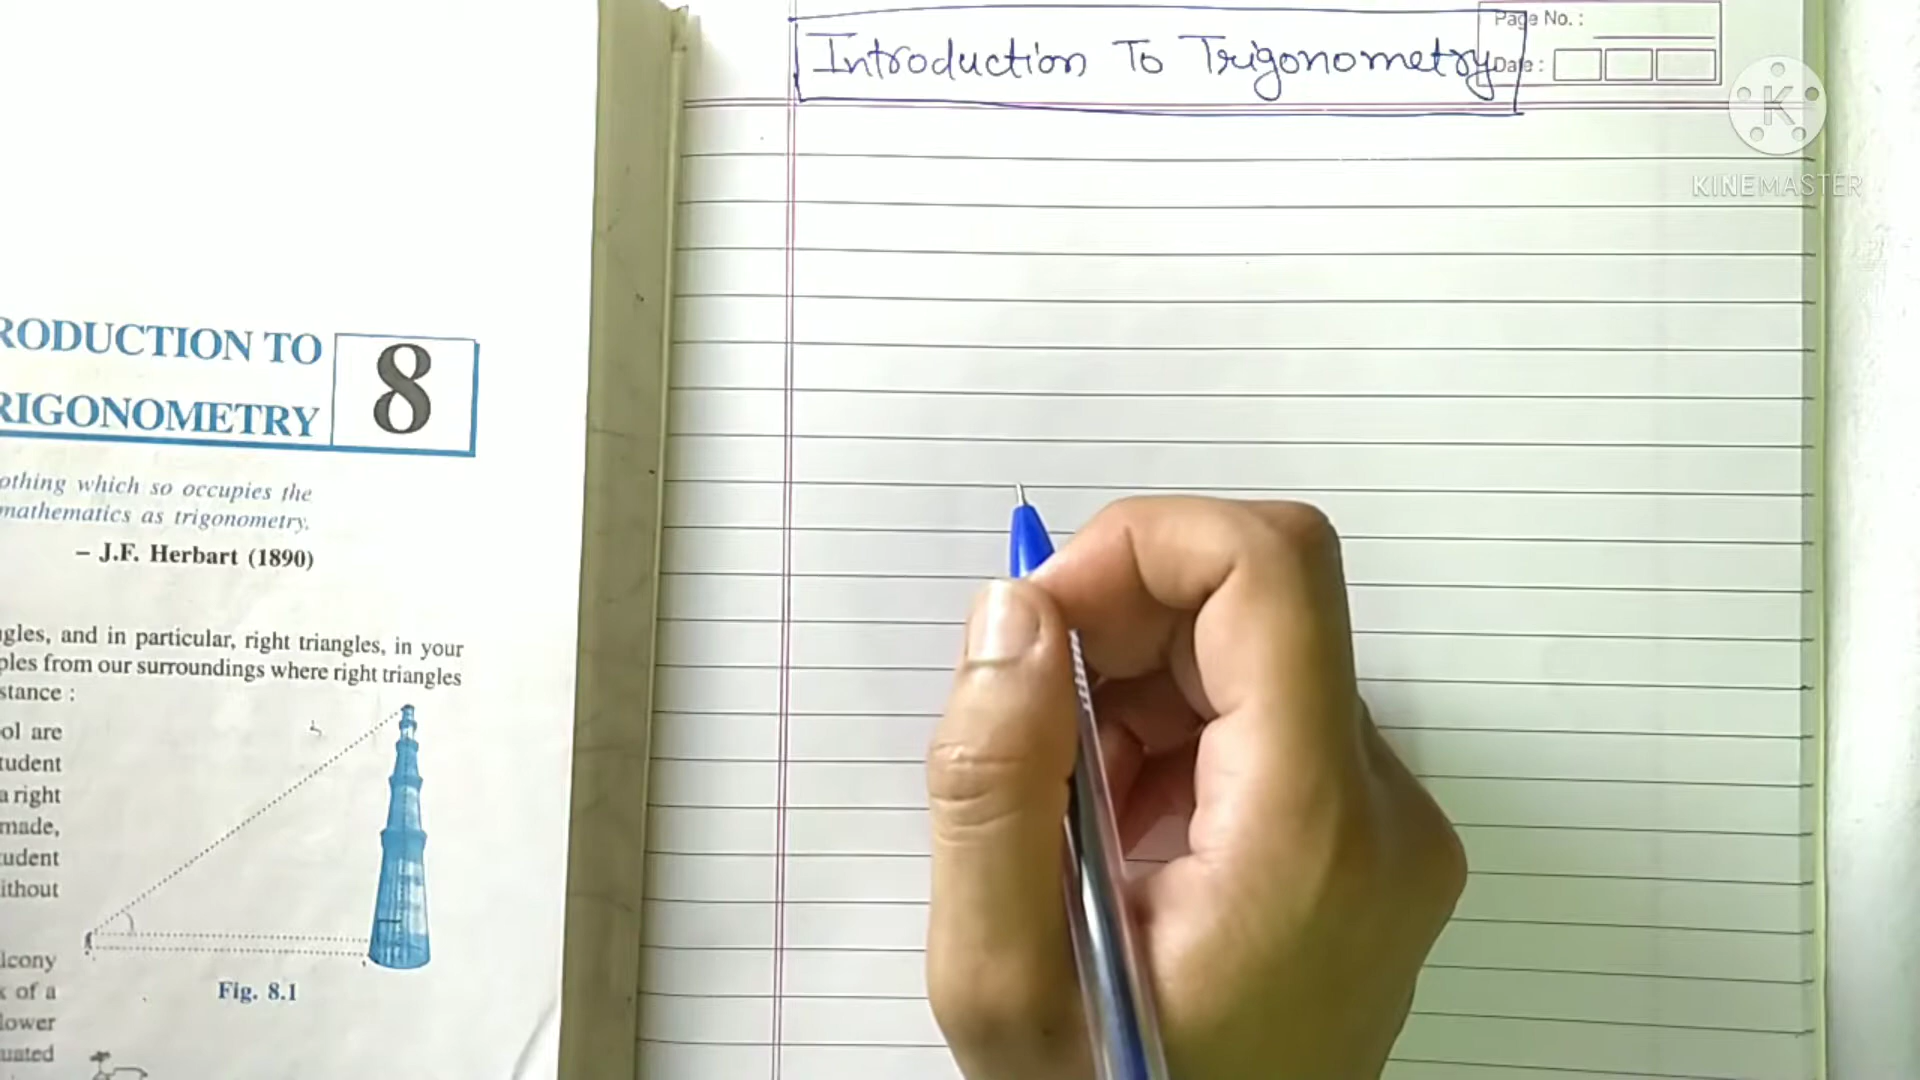 Introduction To Trigonometry
Page No. :
Date :
KINEMASTER
RODUCTION TO
RIGONOMETRY
8
othing which so occupies the
mathematics as trigonometry.
– J.F. Herbart (1890)
gles, and in particular, right triangles, in your
ples from our surroundings where right triangles
stance :
ol are
tudent
a right
made,
udent
ithout
lcony
of a
lower
uated
Fig. 8.1